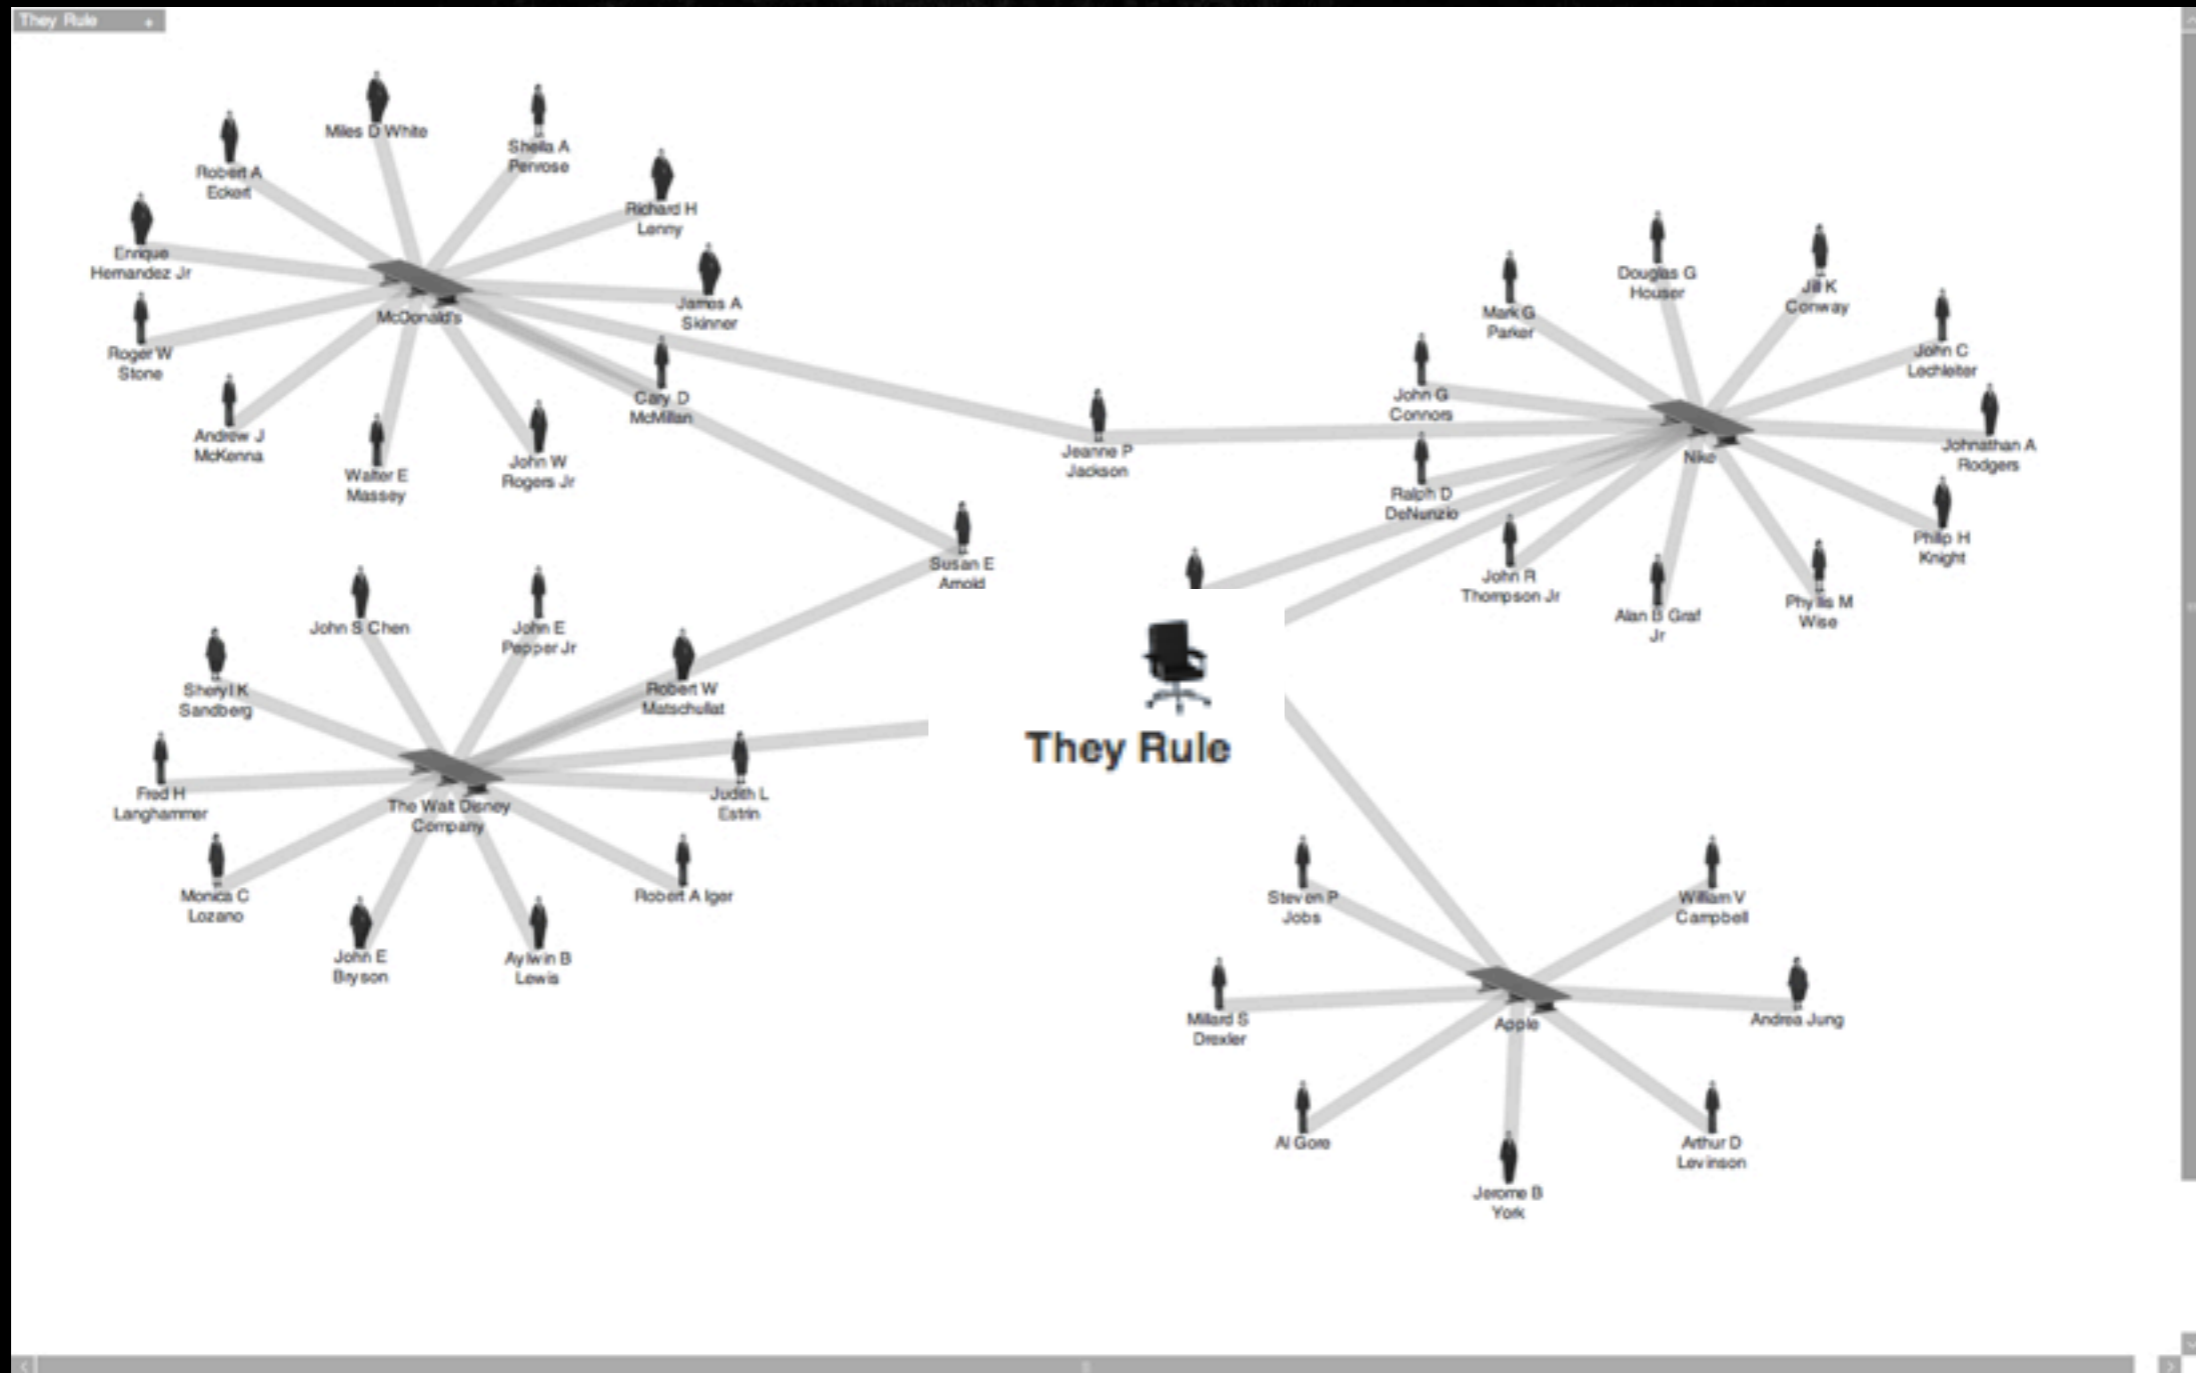 They Rule +
Miles D White
Sheila A
Penrose
Robert A
Eckert
Richard H
Lenny
Enrique
Hernandez Jr
James A
Skinner
McDonald's
Roger W
Stone
Cary D
McMillan
Andrew J
McKenna
Walter E
Massey
John W
Rogers Jr
Jeanne P
Jackson
Susan E
Arnold
Douglas G
Houser
Jill K
Conway
Mark G
Parker
John C
Lechleiter
John G
Connors
Johnathan A
Rodgers
Nike
Ralph D
DeNunzio
Philip H
Knight
John R
Thompson Jr
Alan B Graf
Jr
Phyllis M
Wise
John S Chen
John E
Pepper Jr
Sheryl K
Sandberg
Robert W
Matschullat
They Rule
Fred H
Langhammer
The Walt Disney
Company
Judith L
Estrin
Monica C
Lozano
Robert A Iger
John E
Bryson
Aylwin B
Lewis
Steven P
Jobs
William V
Campbell
Millard S
Drexler
Apple
Andrea Jung
Al Gore
Arthur D
Levinson
Jerome B
York